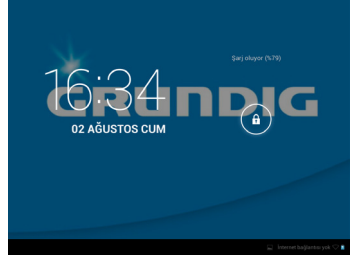 Şarj oluyor (%79)
16:34
GRUNDIG
02 AĞUSTOS CUM
İnternet bağlantısı yok